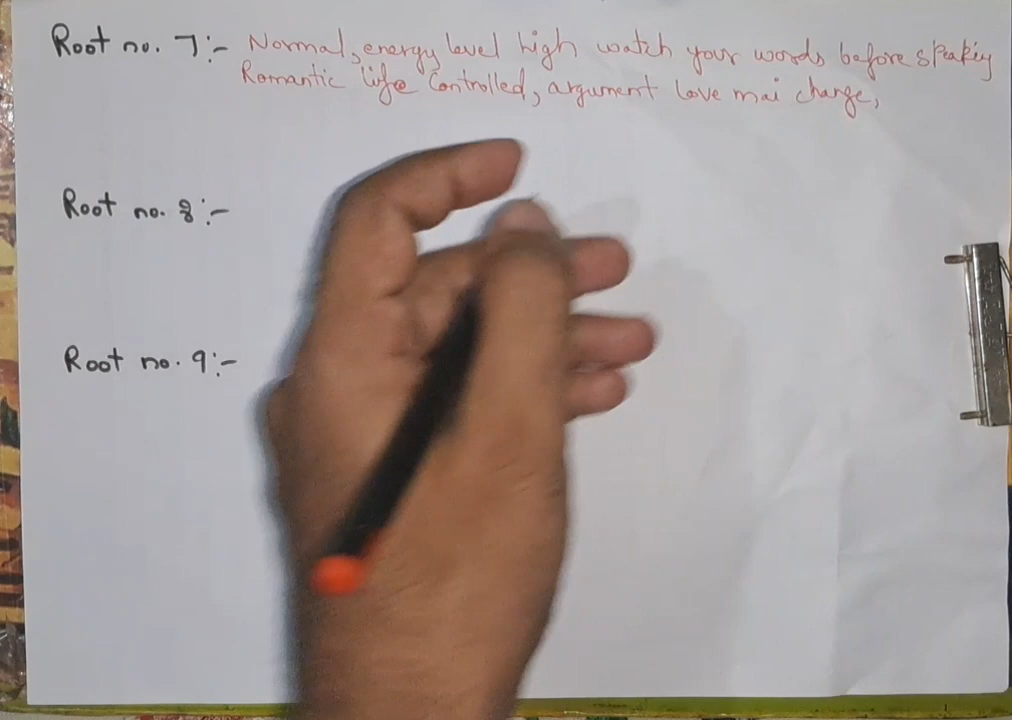 Root no. 7:- Normal, energy level high watch your words before speakiy
Romantic life controlled, argument love mai change,
Root no. 8:-
Root no. 9:-